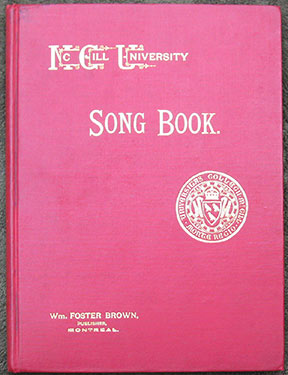 McGILL UNIVERSITY
SONG BOOK.
WM. FOSTER BROWN,
PUBLISHER,
MONTREAL.